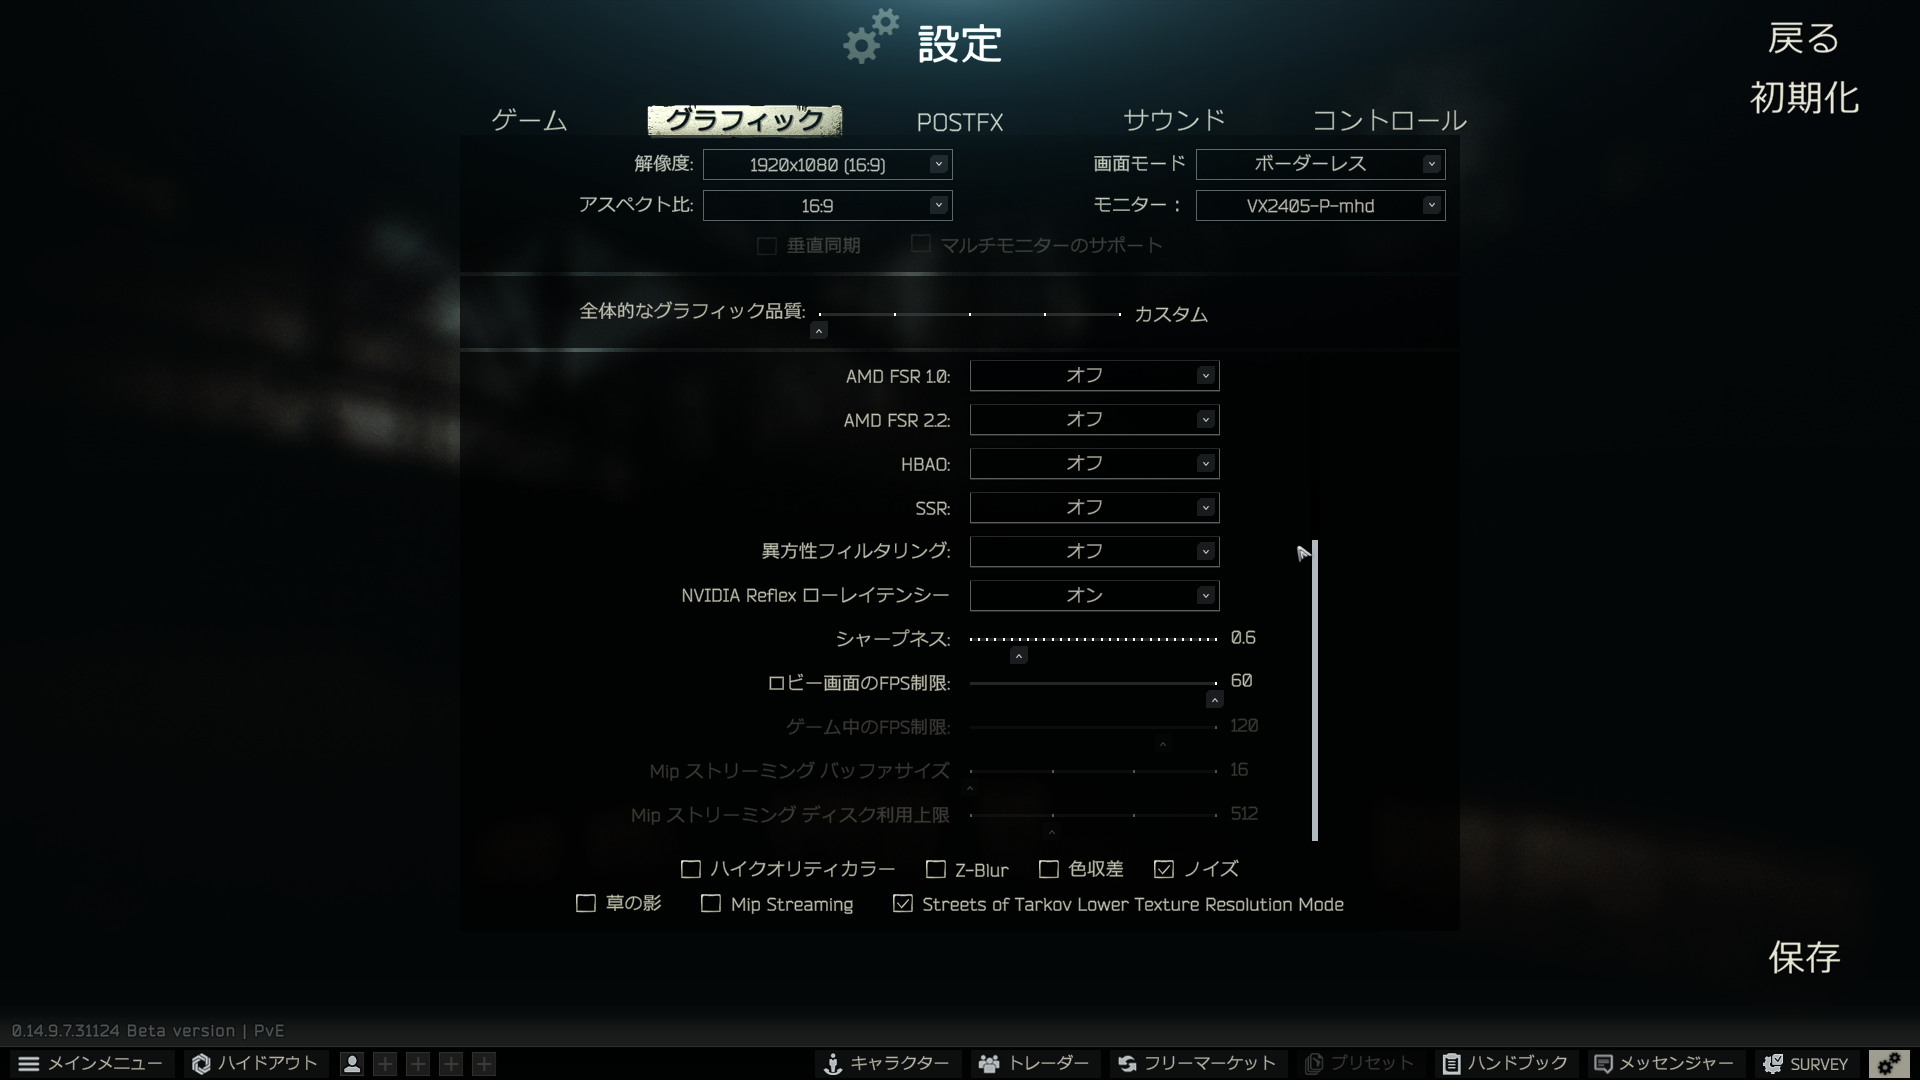 設定
戻る
初期化
ゲーム グラフィック POSTFX サウンド コントロール
解像度: 1920x1080 (16:9) 画面モード ボーダーレス
アスペクト比: 16:9 モニター： VX2405-P-mhd
垂直同期 マルチモニターのサポート
全体的なグラフィック品質: カスタム
AMD FSR 1.0: オフ
AMD FSR 2.2: オフ
HBAO: オフ
SSR: オフ
異方性フィルタリング: オフ
NVIDIA Reflex ローレイテンシー オン
シャープネス: 0.6
ロビー画面のFPS制限: 60
ゲーム中のFPS制限: 120
Mip ストリーミング バッファサイズ 16
Mip ストリーミング ディスク利用上限 512
ハイクオリティカラー Z-Blur 色収差 ノイズ
草の影 Mip Streaming Streets of Tarkov Lower Texture Resolution Mode
保存
0.14.9.7.31124 Beta version | PvE
メインメニュー ハイドアウト キャラクター トレーダー フリーマーケット プリセット ハンドブック メッセンジャー SURVEY